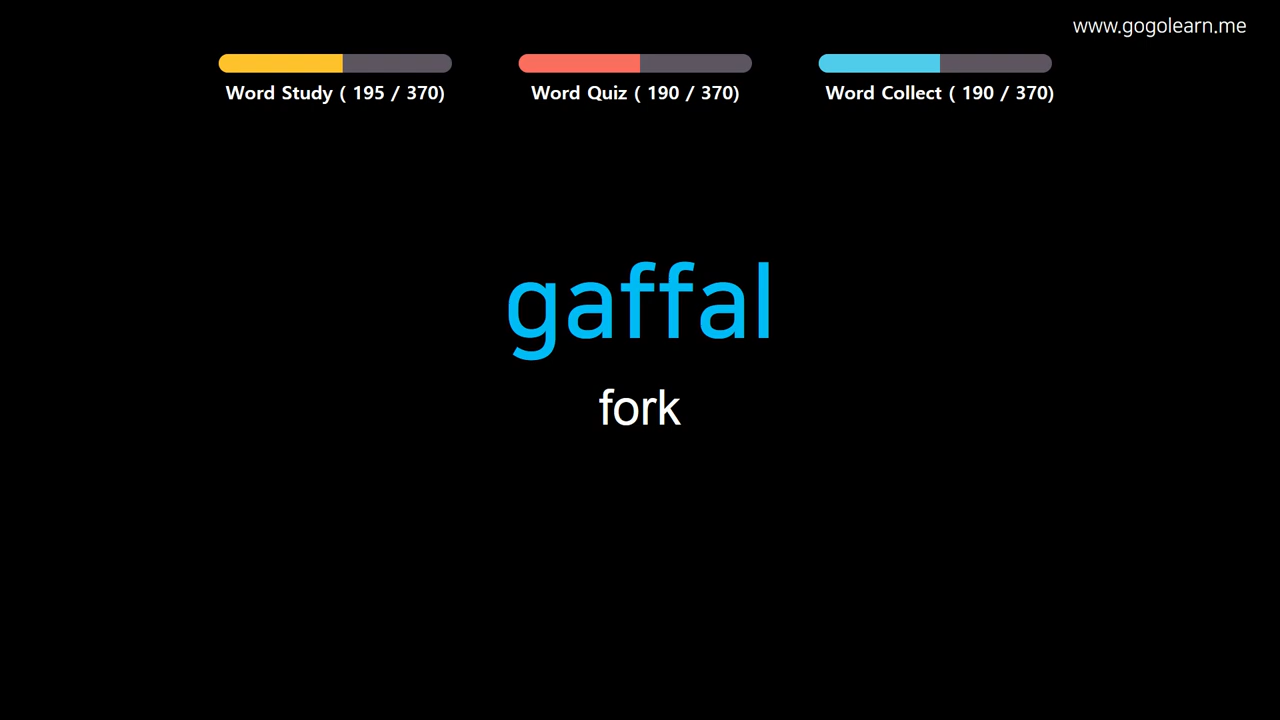 www.gogolearn.me
Word Study ( 195 / 370)
Word Quiz ( 190 / 370)
Word Collect ( 190 / 370)
gaffal
fork